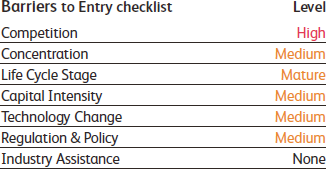 Barriers to Entry checklist Level
Competition High
Concentration Medium
Life Cycle Stage Mature
Capital Intensity Medium
Technology Change Medium
Regulation & Policy Medium
Industry Assistance None